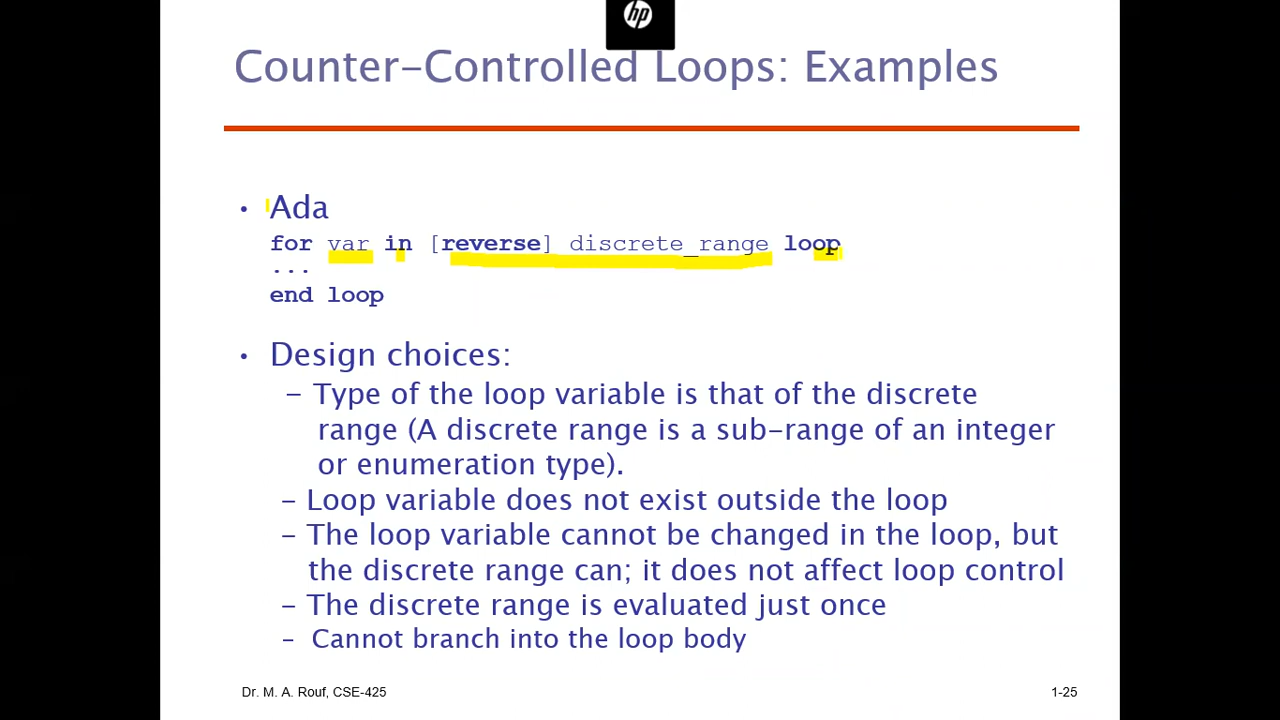 hp
Counter-Controlled Loops: Examples
• Ada
for var in [reverse] discrete_range loop
...
end loop
• Design choices:
– Type of the loop variable is that of the discrete
range (A discrete range is a sub-range of an integer
or enumeration type).
– Loop variable does not exist outside the loop
– The loop variable cannot be changed in the loop, but
the discrete range can; it does not affect loop control
– The discrete range is evaluated just once
– Cannot branch into the loop body
Dr. M. A. Rouf, CSE-425
1-25